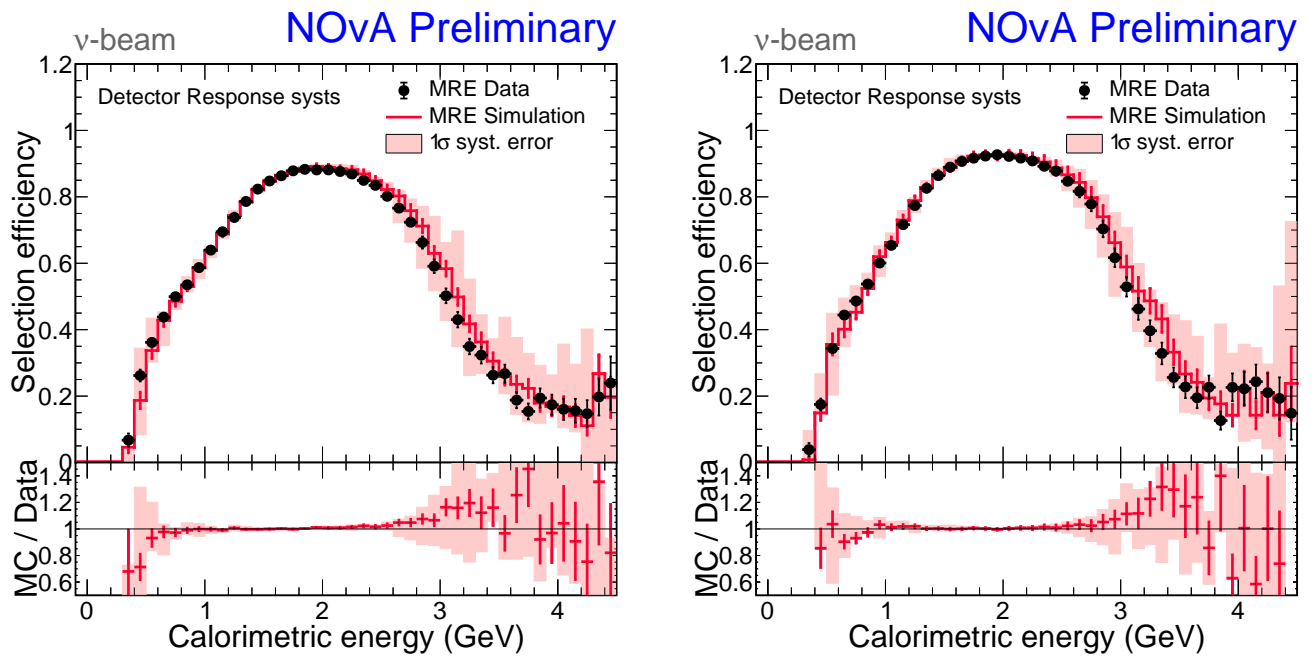 ν-beam
NOνA Preliminary
Detector Response systs
MRE Data
MRE Simulation
1σ syst. error
Selection efficiency
1.2
1
0.8
0.6
0.4
0.2
0
MC / Data
1.4
1.2
1
0.8
0.6
0 1 2 3 4
Calorimetric energy (GeV)
ν-beam
NOνA Preliminary
Detector Response systs
MRE Data
MRE Simulation
1σ syst. error
Selection efficiency
1.2
1
0.8
0.6
0.4
0.2
0
MC / Data
1.4
1.2
1
0.8
0.6
0 1 2 3 4
Calorimetric energy (GeV)